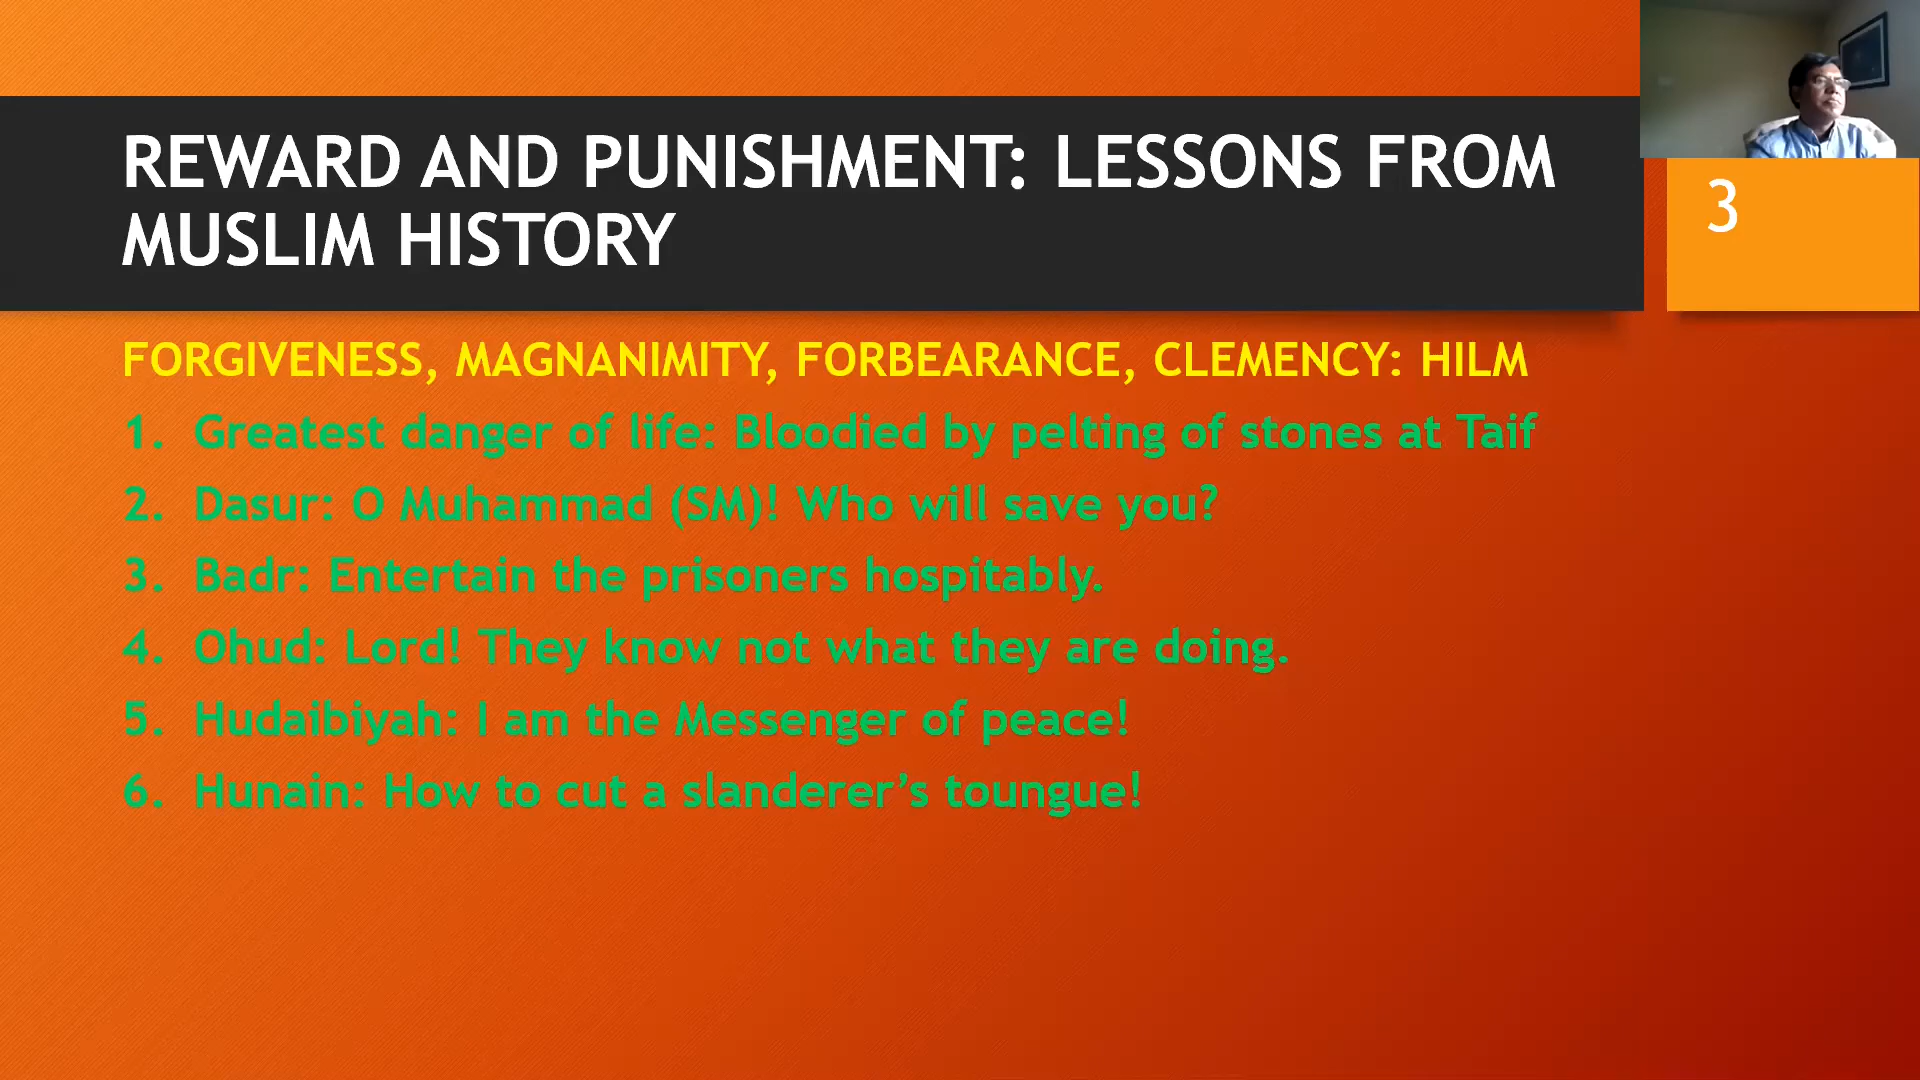 REWARD AND PUNISHMENT: LESSONS FROM
MUSLIM HISTORY
3
FORGIVENESS, MAGNANIMITY, FORBEARANCE, CLEMENCY: HILM
1. Greatest danger of life: Bloodied by pelting of stones at Taif
2. Dasur: O Muhammad (SM)! Who will save you?
3. Badr: Entertain the prisoners hospitably.
4. Ohud: Lord! They know not what they are doing.
5. Hudaibiyah: I am the Messenger of peace!
6. Hunain: How to cut a slanderer’s toungue!